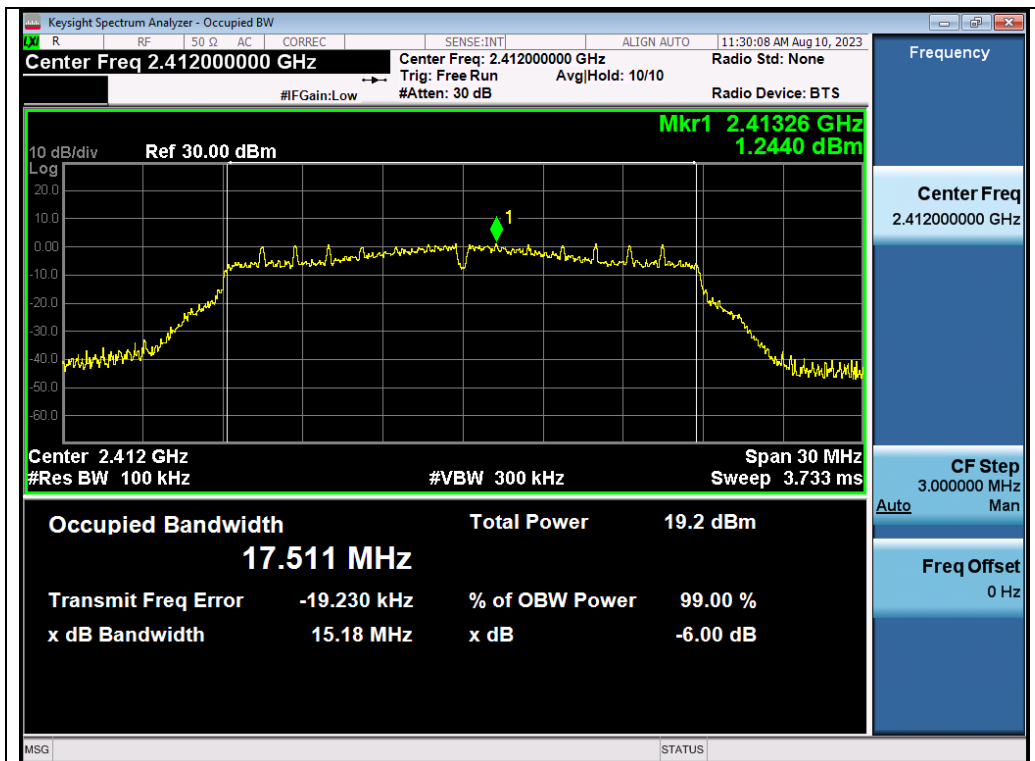 Keysight Spectrum Analyzer - Occupied BW
LXI R RF 50 Ω AC CORREC SENSE:INT ALIGN AUTO 11:30:08 AM Aug 10, 2023
Center Freq 2.412000000 GHz
Center Freq: 2.412000000 GHz
Radio Std: None
Trig: Free Run Avg|Hold: 10/10
#IFGain:Low
#Atten: 30 dB
Radio Device: BTS
Mkr1 2.41326 GHz
1.2440 dBm
10 dB/div Ref 30.00 dBm
Log
20.0
10.0
1
0.00
-10.0
-20.0
-30.0
-40.0
-50.0
-60.0
Center 2.412 GHz Span 30 MHz
#Res BW 100 kHz #VBW 300 kHz Sweep 3.733 ms
Occupied Bandwidth Total Power 19.2 dBm
17.511 MHz
Transmit Freq Error -19.230 kHz % of OBW Power 99.00 %
x dB Bandwidth 15.18 MHz x dB -6.00 dB
Frequency
Center Freq
2.412000000 GHz
CF Step
3.000000 MHz
Auto Man
Freq Offset
0 Hz
MSG STATUS